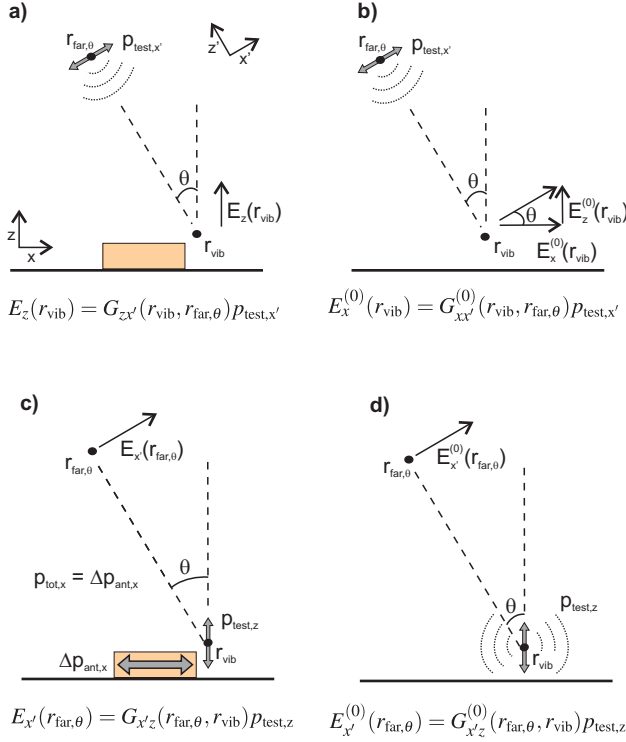 a)
r_far,θ
p_test,x'
z'
x'
θ
E_z(r_vib)
r_vib
z
x
E_z(r_vib) = G_zx'(r_vib, r_far,θ)p_test,x'
b)
r_far,θ
p_test,x'
θ
θ
E_z^(0)(r_vib)
r_vib
E_x^(0)(r_vib)
E_x^(0)(r_vib) = G_xx'^(0)(r_vib, r_far,θ)p_test,x'
c)
E_x'(r_far,θ)
r_far,θ
θ
p_tot,x = Δp_ant,x
p_test,z
r_vib
Δp_ant,x
E_x'(r_far,θ) = G_x'z(r_far,θ, r_vib)p_test,z
d)
E_x'^(0)(r_far,θ)
r_far,θ
θ
p_test,z
r_vib
E_x'^(0)(r_far,θ) = G_x'z^(0)(r_far,θ, r_vib)p_test,z